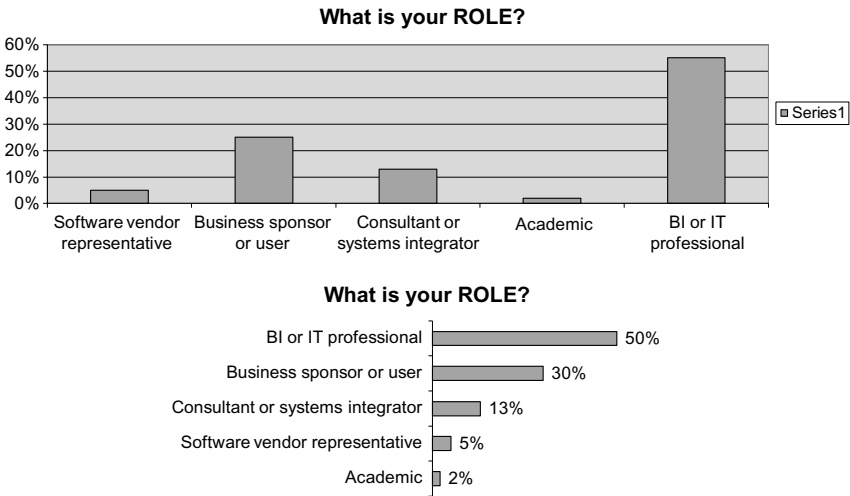 What is your ROLE?
60%
50%
40%
30%
20%
10%
0%
Series1
Software vendor
representative
Business sponsor
or user
Consultant or
systems integrator
Academic
BI or IT
professional
What is your ROLE?
BI or IT professional 50%
Business sponsor or user 30%
Consultant or systems integrator 13%
Software vendor representative 5%
Academic 2%